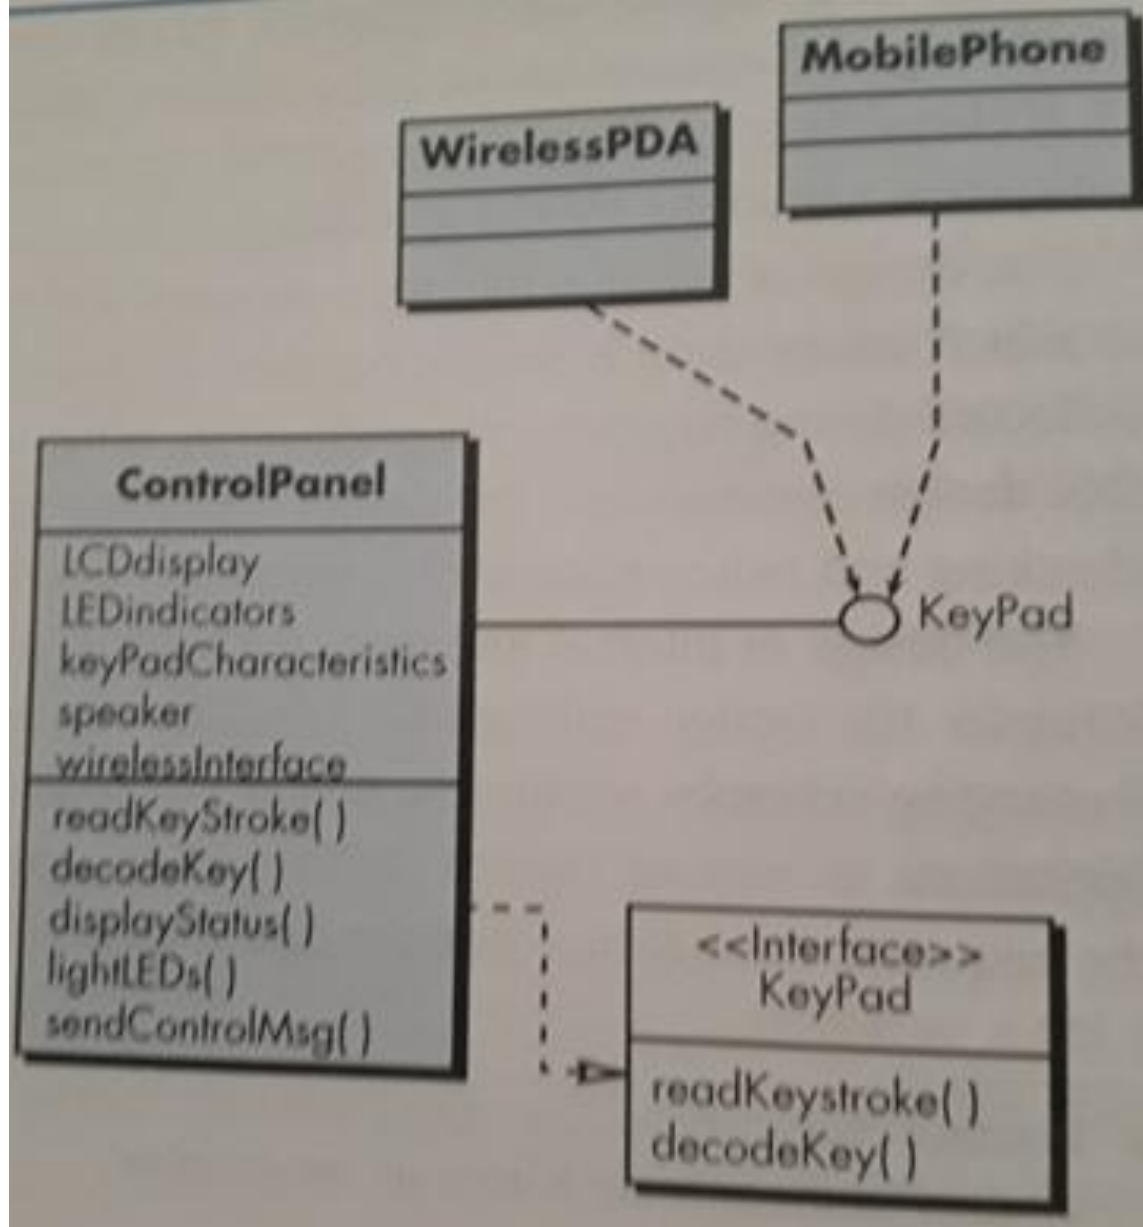 MobilePhone
WirelessPDA
ControlPanel
LCDdisplay
LEDindicators
keyPadCharacteristics
speaker
wirelessInterface
readKeyStroke( )
decodeKey( )
displayStatus( )
lightLEDs( )
sendControlMsg( )
KeyPad
<<Interface>>
KeyPad
readKeystroke( )
decodeKey( )